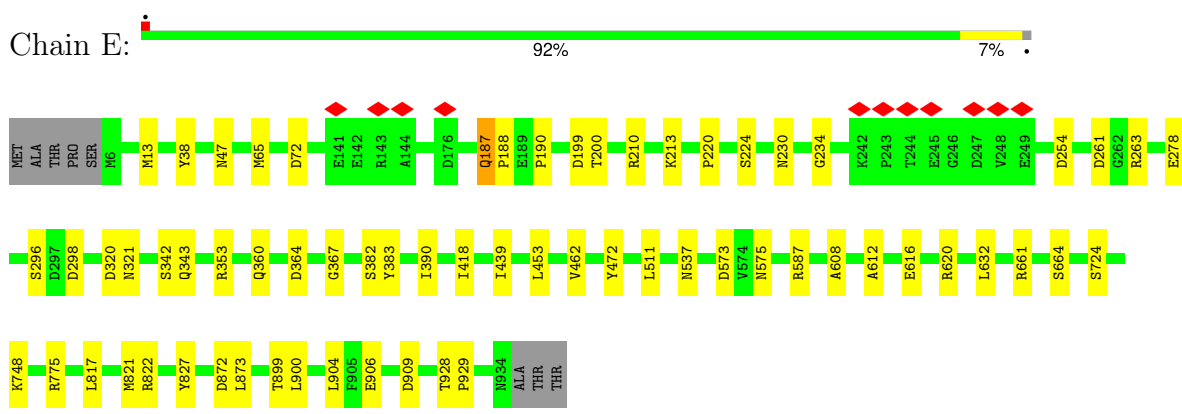 Chain E:
92% 7%
MET ALA THR PRO SER M6 M13 Y38 N47 M65 D72 E141 E142 R143 A144 D176 Q187 P188 E189 P190 D199 T200 R210 K213 P220 S224 N230 G234 K242 P243 T244 E245 G246 D247 V248 E249 D254 D261 G262 R263 E278
S296 D297 D298 D320 N321 S342 Q343 R353 Q360 D364 G367 S382 Y383 I390 I418 I439 L453 V462 Y472 L511 N537 D573 V574 N575 R587 A608 A612 E616 R620 L632 R661 S664 S724
K748 R775 L817 M821 R822 Y827 D872 L873 T899 L900 L904 F905 E906 D909 T928 P929 N934 ALA THR THR